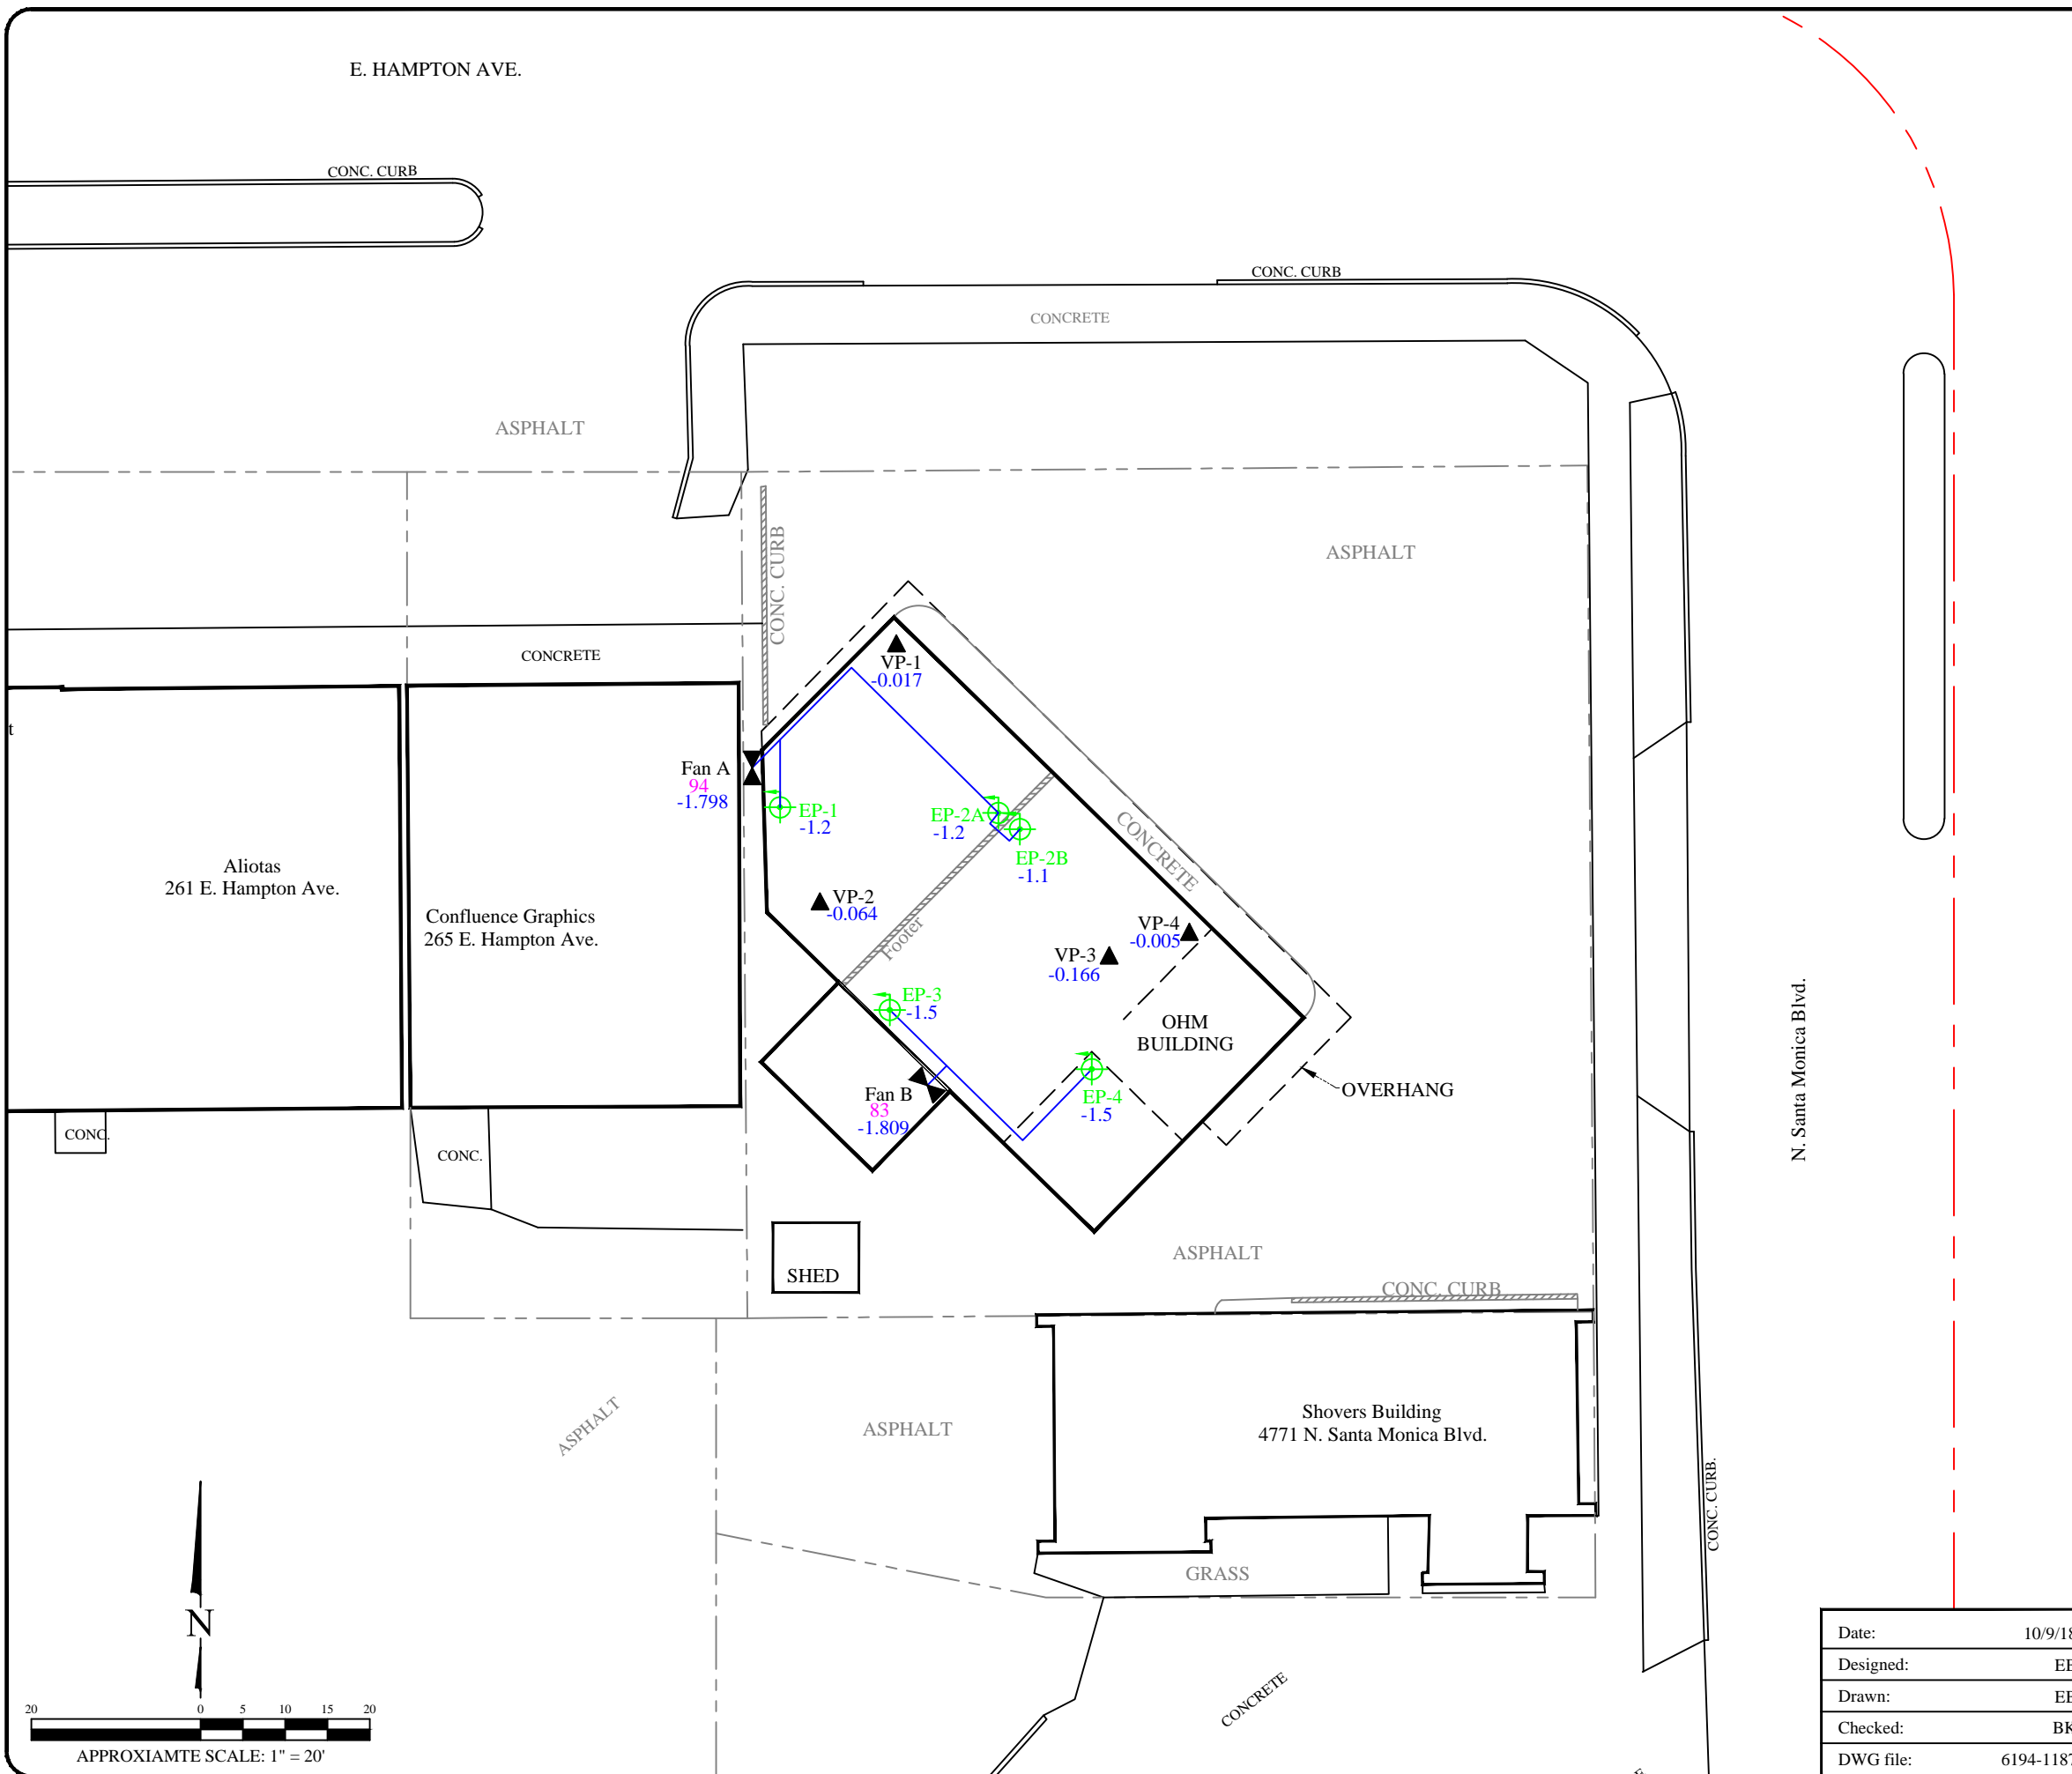 E. HAMPTON AVE.
CONC. CURB
CONC. CURB
CONCRETE
ASPHALT
CONC. CURB
ASPHALT
CONCRETE
VP-1
-0.017
t
Fan A
94
-1.798
EP-1
-1.2
EP-2A
-1.2
EP-2B
-1.1
CONCRETE
Aliotas
261 E. Hampton Ave.
Confluence Graphics
265 E. Hampton Ave.
VP-2
-0.064
Footer
VP-4
-0.005
VP-3
-0.166
EP-3
-1.5
OHM
BUILDING
N. Santa Monica Blvd.
Fan B
83
-1.809
EP-4
-1.5
OVERHANG
CONC.
CONC.
SHED
ASPHALT
CONC. CURB
ASPHALT
ASPHALT
Shovers Building
4771 N. Santa Monica Blvd.
CONC. CURB.
GRASS
N
CONCRETE
20 0 5 10 15 20
APPROXIAMTE SCALE: 1" = 20'
Date: 10/9/18
Designed:
Drawn:
Checked:
DWG file: 6194-1187